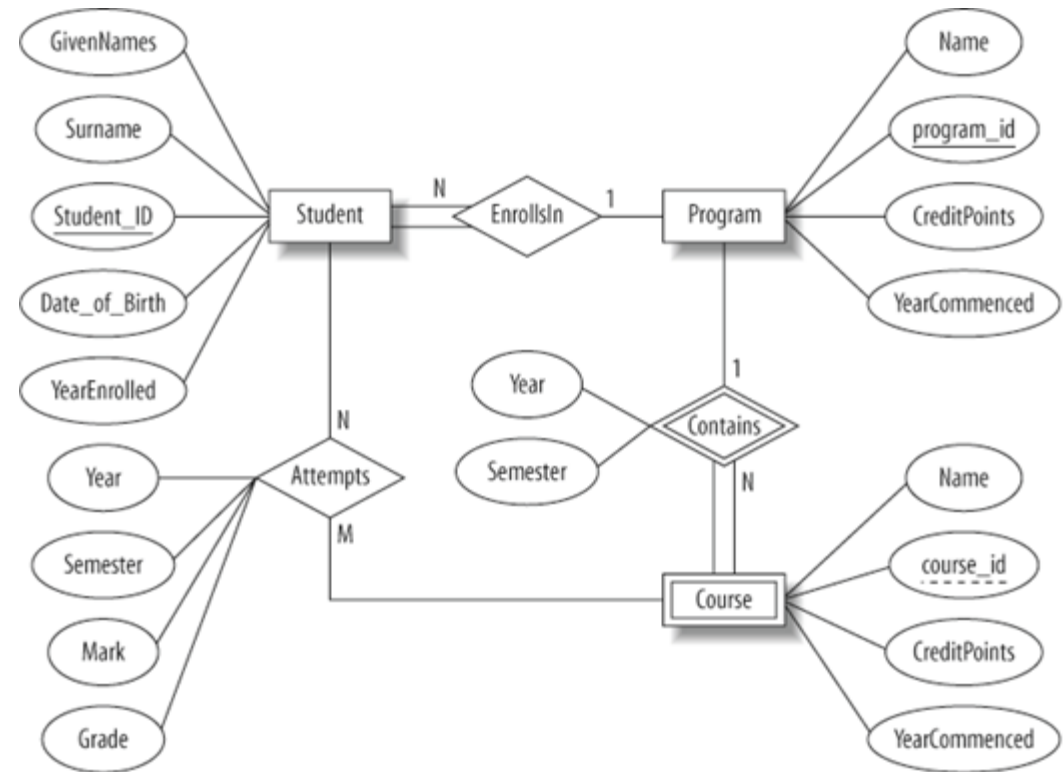 GivenNames
Surname
Student_ID
Date_of_Birth
YearEnrolled
Student
N
EnrollsIn
1
Program
Name
program_id
CreditPoints
YearCommenced
N
Attempts
M
Year
Semester
Mark
Grade
1
Contains
N
Year
Semester
Course
Name
course_id
CreditPoints
YearCommenced